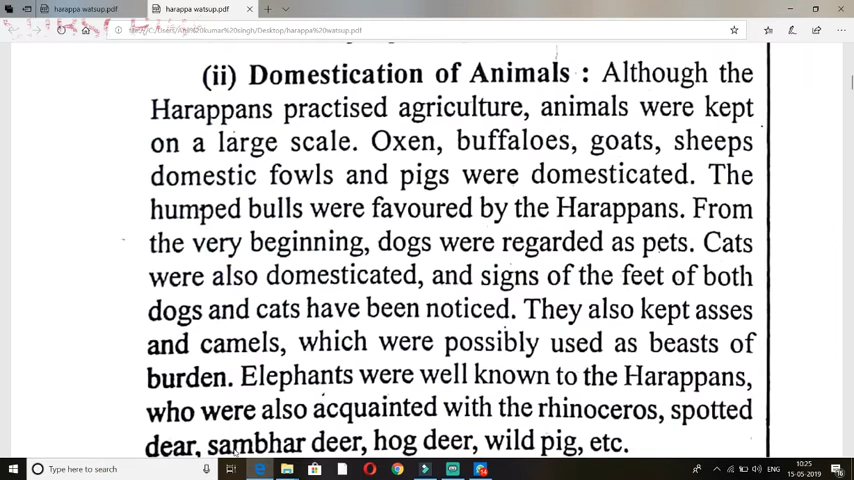 harappa watsup.pdf
harappa watsup.pdf
(ii) Domestication of Animals : Although the
Harappans practised agriculture, animals were kept
on a large scale. Oxen, buffaloes, goats, sheeps
domestic fowls and pigs were domesticated. The
humped bulls were favoured by the Harappans. From
the very beginning, dogs were regarded as pets. Cats
were also domesticated, and signs of the feet of both
dogs and cats have been noticed. They also kept asses
and camels, which were possibly used as beasts of
burden. Elephants were well known to the Harappans,
who were also acquainted with the rhinoceros, spotted
dear, sambhar deer, hog deer, wild pig, etc.
Type here to search
ENG
10:25
15-05-2019